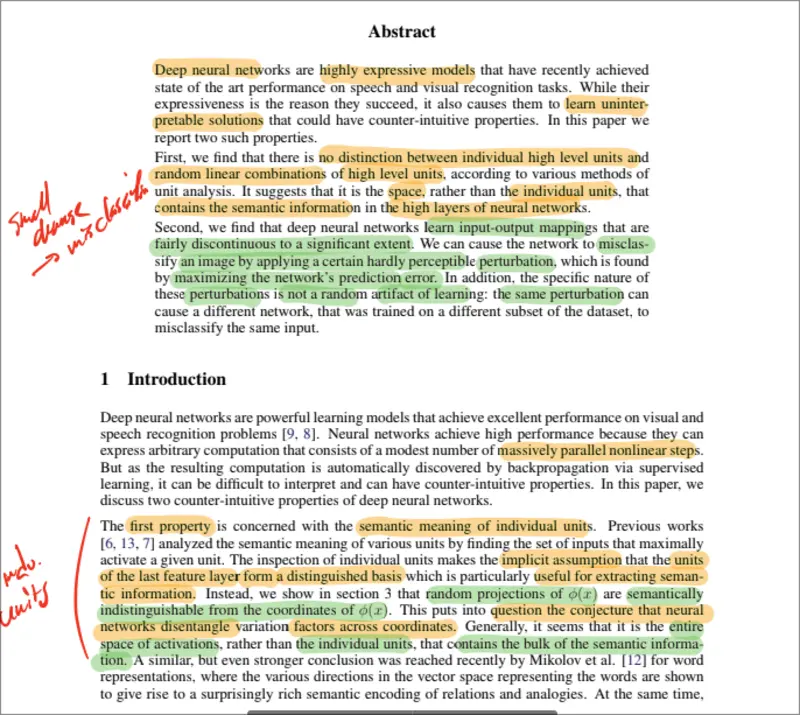 Abstract
Deep neural networks are highly expressive models that have recently achieved
state of the art performance on speech and visual recognition tasks. While their
expressiveness is the reason they succeed, it also causes them to learn uninter-
pretable solutions that could have counter-intuitive properties. In this paper we
report two such properties.
First, we find that there is no distinction between individual high level units and
random linear combinations of high level units, according to various methods of
unit analysis. It suggests that it is the space, rather than the individual units, that
contains the semantic information in the high layers of neural networks.
small
change
→ misclassifin
Second, we find that deep neural networks learn input-output mappings that are
fairly discontinuous to a significant extent. We can cause the network to misclas-
sify an image by applying a certain hardly perceptible perturbation, which is found
by maximizing the network's prediction error. In addition, the specific nature of
these perturbations is not a random artifact of learning: the same perturbation can
cause a different network, that was trained on a different subset of the dataset, to
misclassify the same input.
1 Introduction
Deep neural networks are powerful learning models that achieve excellent performance on visual and
speech recognition problems [9, 8]. Neural networks achieve high performance because they can
express arbitrary computation that consists of a modest number of massively parallel nonlinear steps.
But as the resulting computation is automatically discovered by backpropagation via supervised
learning, it can be difficult to interpret and can have counter-intuitive properties. In this paper, we
discuss two counter-intuitive properties of deep neural networks.
The first property is concerned with the semantic meaning of individual units. Previous works
[6, 13, 7] analyzed the semantic meaning of various units by finding the set of inputs that maximally
activate a given unit. The inspection of individual units makes the implicit assumption that the units
of the last feature layer form a distinguished basis which is particularly useful for extracting seman-
tic information. Instead, we show in section 3 that random projections of ϕ(x) are semantically
indistinguishable from the coordinates of ϕ(x). This puts into question the conjecture that neural
networks disentangle variation factors across coordinates. Generally, it seems that it is the entire
space of activations, rather than the individual units, that contains the bulk of the semantic informa-
tion. A similar, but even stronger conclusion was reached recently by Mikolov et al. [12] for word
representations, where the various directions in the vector space representing the words are shown
to give rise to a surprisingly rich semantic encoding of relations and analogies. At the same time,
indv.
units